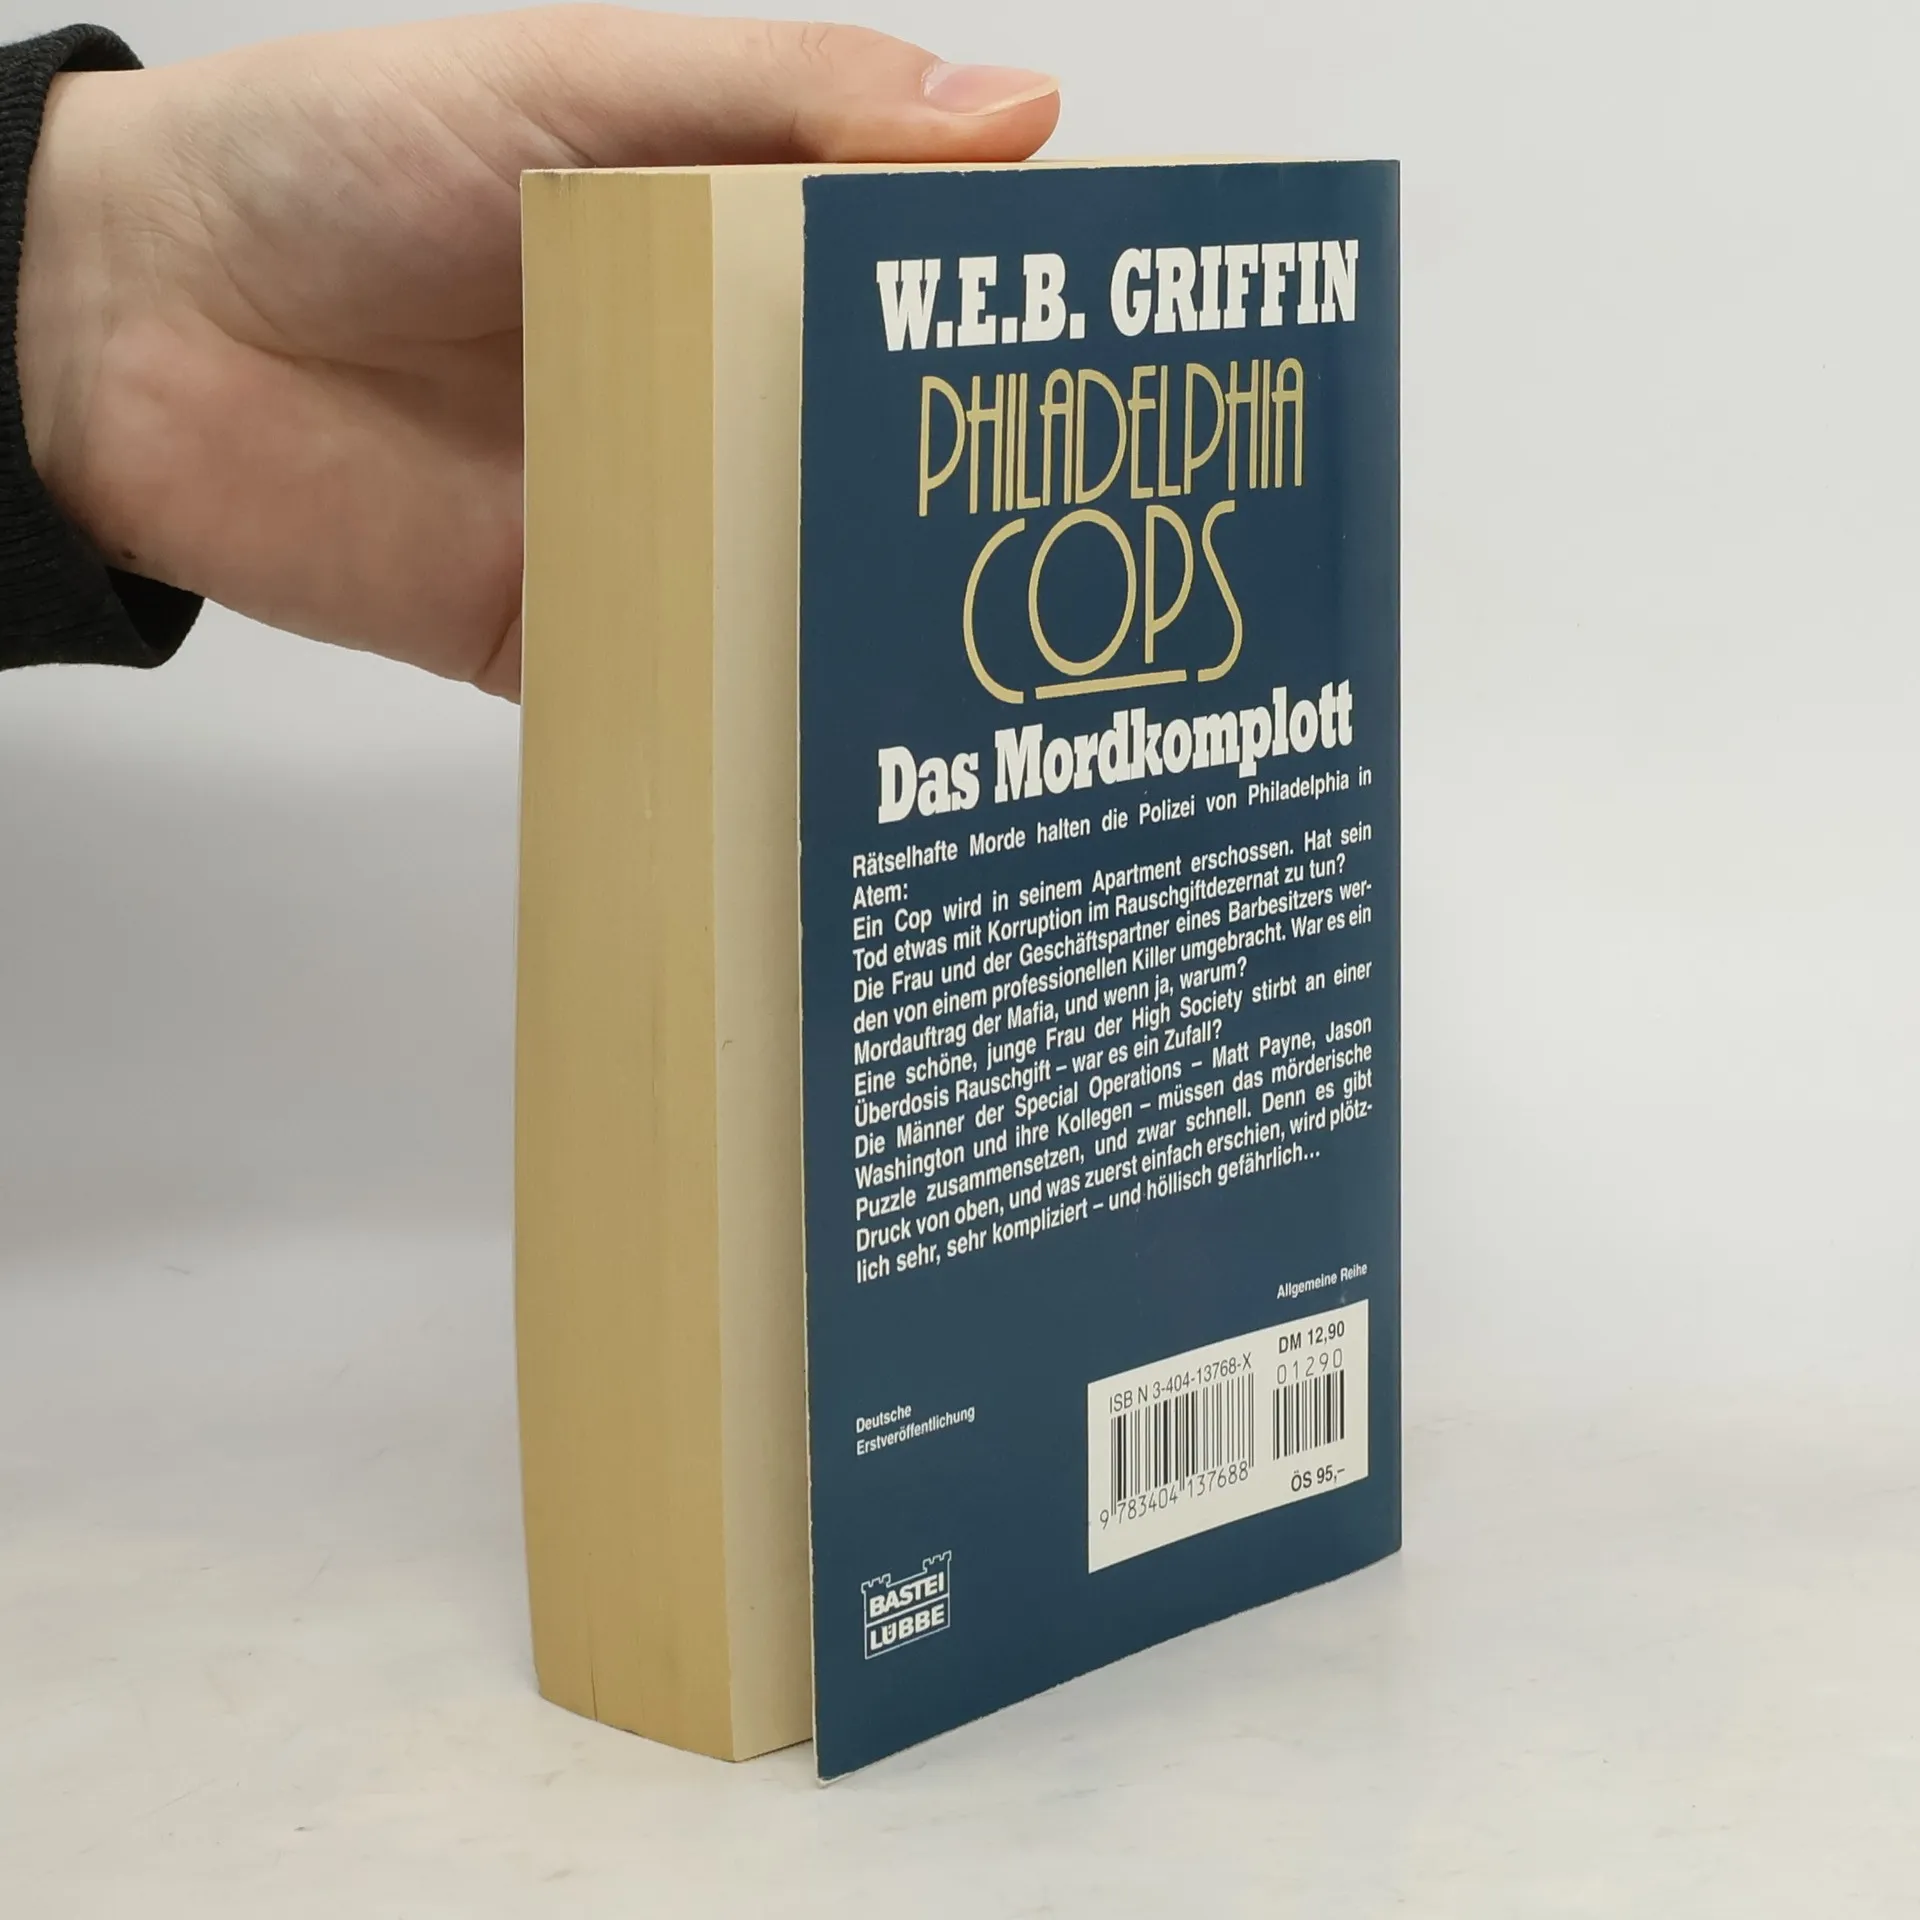 W.E.B. GRIFFIN
PHILADELPHIA
COPS
Das Mordkomplott
Rätselhafte Morde halten die Polizei von Philadelphia in
Atem:
Ein Cop wird in seinem Apartment erschossen. Hat sein
Tod etwas mit Korruption im Rauschgiftdezernat zu tun?
Die Frau und der Geschäftspartner eines Barbesitzers wer-
den von einem professionellen Killer umgebracht. War es ein
Mordauftrag der Mafia, und wenn ja, warum?
Eine schöne, junge Frau der High Society stirbt an einer
Überdosis Rauschgift – war es ein Zufall?
Die Männer der Special Operations – Matt Payne, Jason
Washington und ihre Kollegen – müssen das mörderische
Puzzle zusammensetzen, und zwar schnell. Denn es gibt
Druck von oben, und was zuerst einfach erschien, wird plötz-
lich sehr, sehr kompliziert – und höllisch gefährlich...
Allgemeine Reihe
Deutsche
Erstveröffentlichung
ISBN 3-404-13768-X
DM 12,90
01290
9 783404 137688
ÖS 95,–
BASTEI
LÜBBE